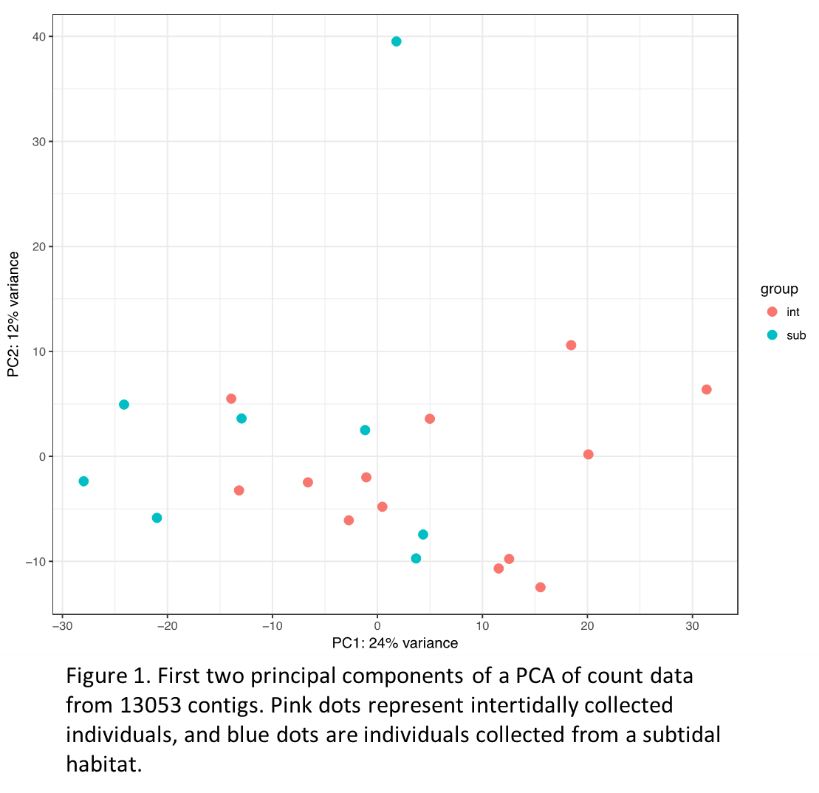 40
30
20
10
0
−10
PC2: 12% variance
−30 −20 −10 0 10 20 30
PC1: 24% variance
group
int
sub
Figure 1. First two principal components of a PCA of count data
from 13053 contigs. Pink dots represent intertidally collected
individuals, and blue dots are individuals collected from a subtidal
habitat.